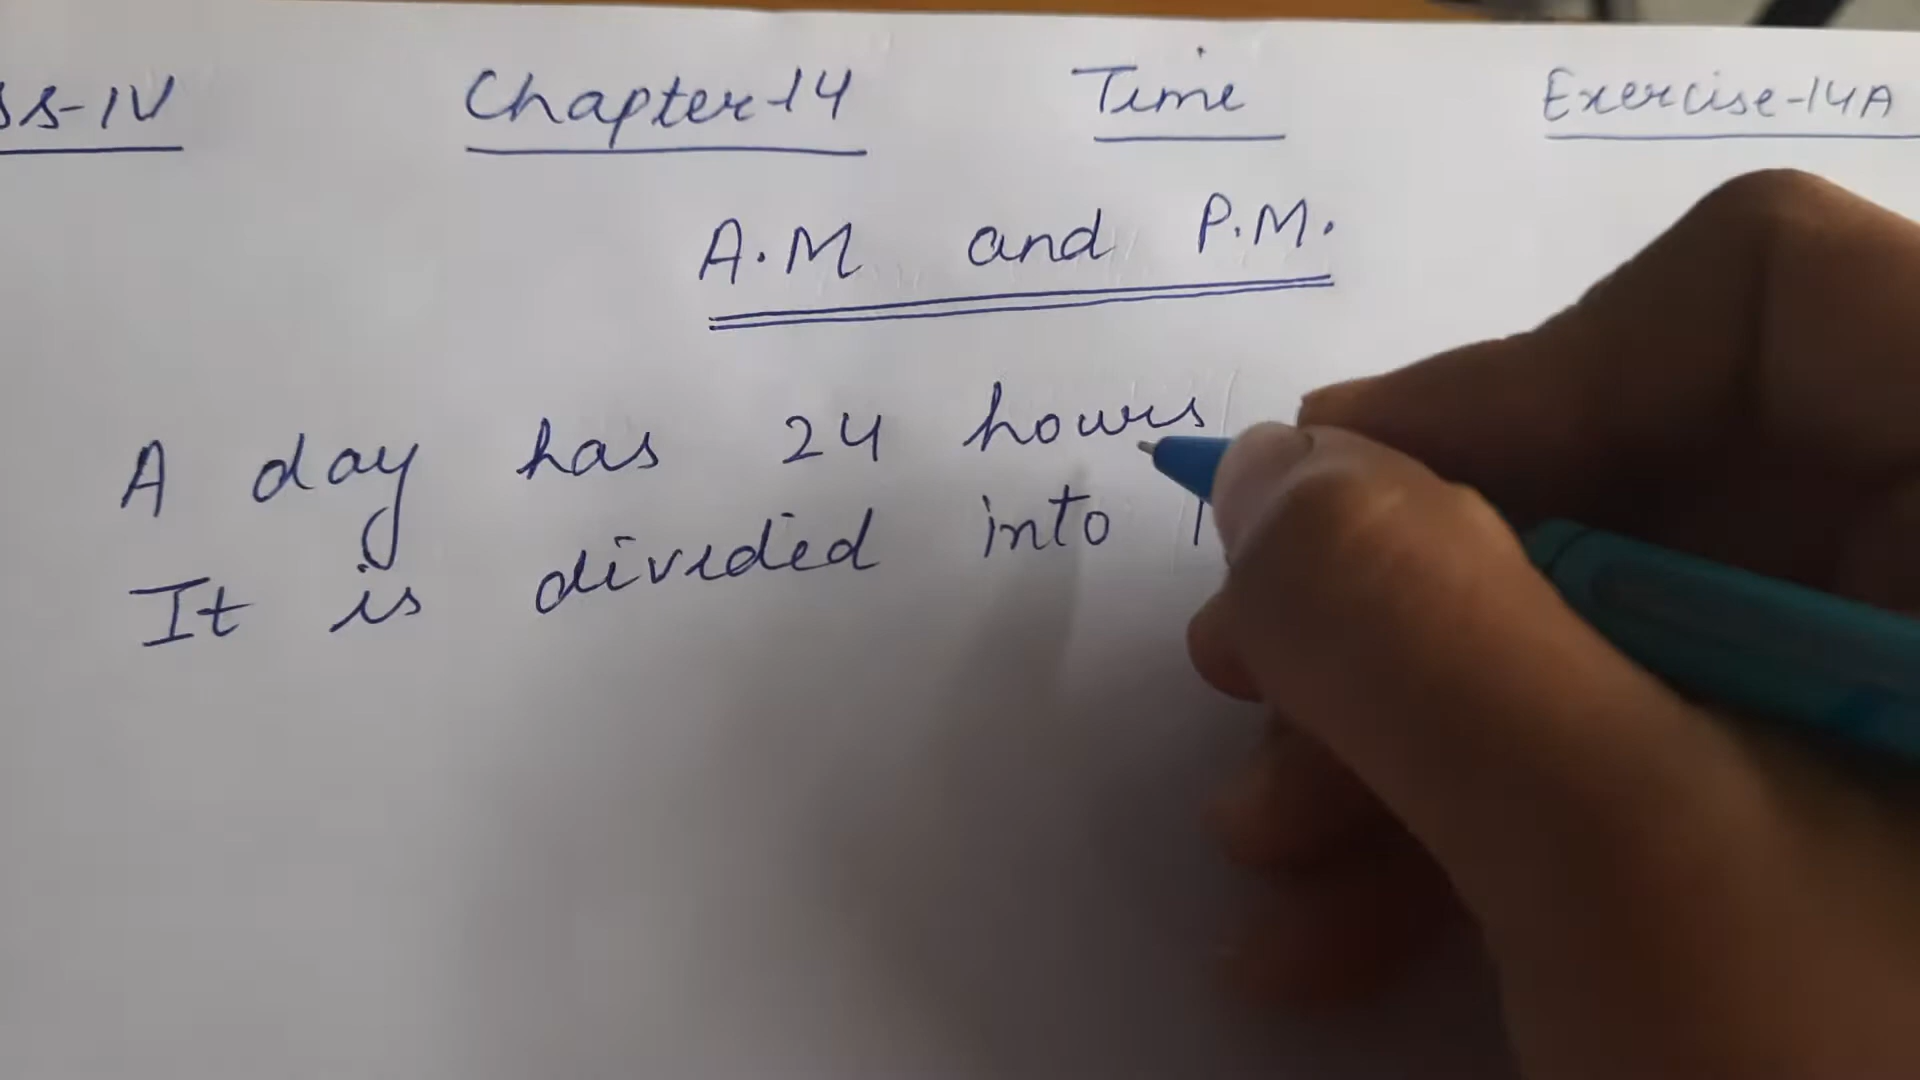 ss-IV Chapter-14 Time Exercise-14A
A.M and P.M.
A day has 24 hours
It is divided into